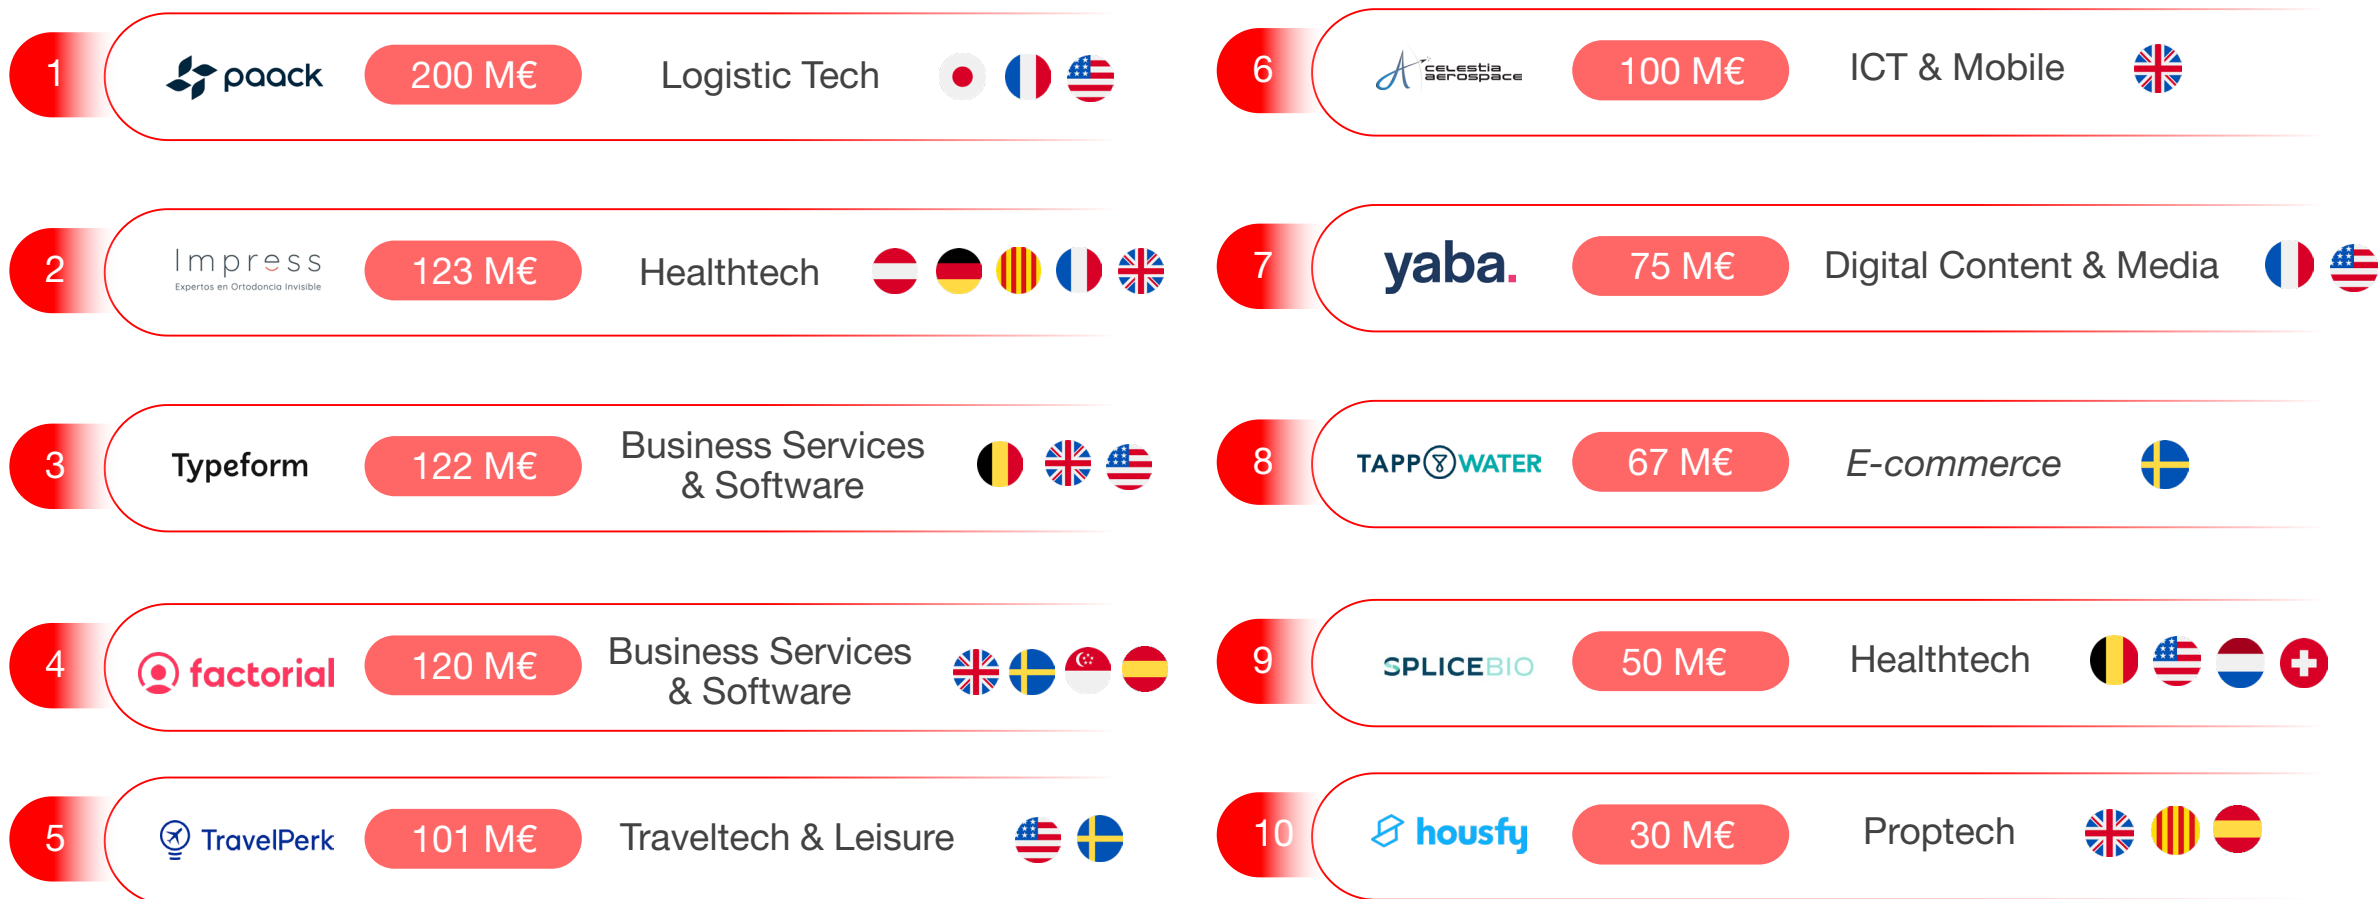 1
paack
200 M€
Logistic Tech
2
Impress
Expertos en Ortodoncia Invisible
123 M€
Healthtech
3
Typeform
122 M€
Business Services
& Software
4
factorial
120 M€
Business Services
& Software
5
TravelPerk
101 M€
Traveltech & Leisure
6
celestia
aerospace
100 M€
ICT & Mobile
7
yaba.
75 M€
Digital Content & Media
8
TAPP WATER
67 M€
E-commerce
9
SPLICEBIO
50 M€
Healthtech
10
housfy
30 M€
Proptech